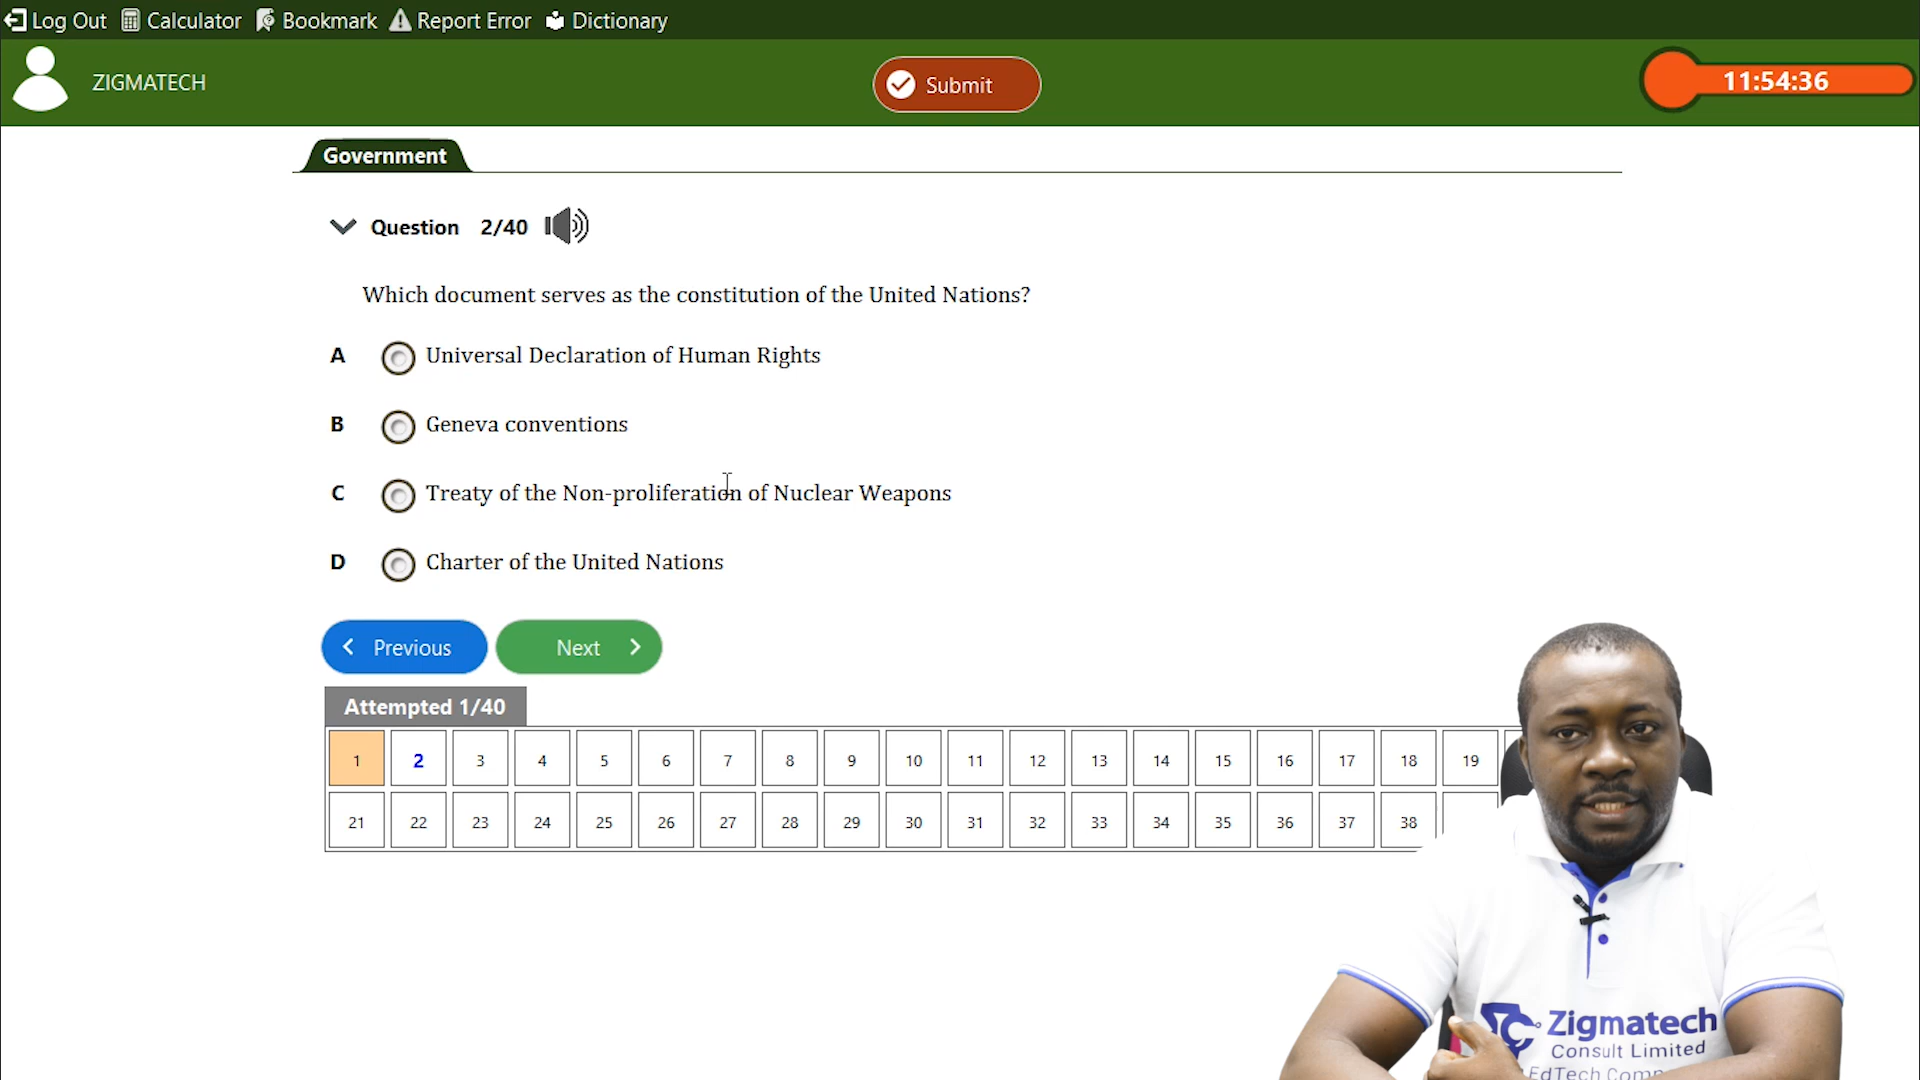 Log Out Calculator Bookmark Report Error Dictionary
ZIGMATECH
Submit
11:54:36
Government
Question 2/40
Which document serves as the constitution of the United Nations?
A Universal Declaration of Human Rights
B Geneva conventions
C Treaty of the Non-proliferation of Nuclear Weapons
D Charter of the United Nations
Previous Next
Attempted 1/40
1 2 3 4 5 6 7 8 9 10 11 12 13 14 15 16 17 18 19
21 22 23 24 25 26 27 28 29 30 31 32 33 34 35 36 37 38
Zigmatech
Consult Limited
EdTech